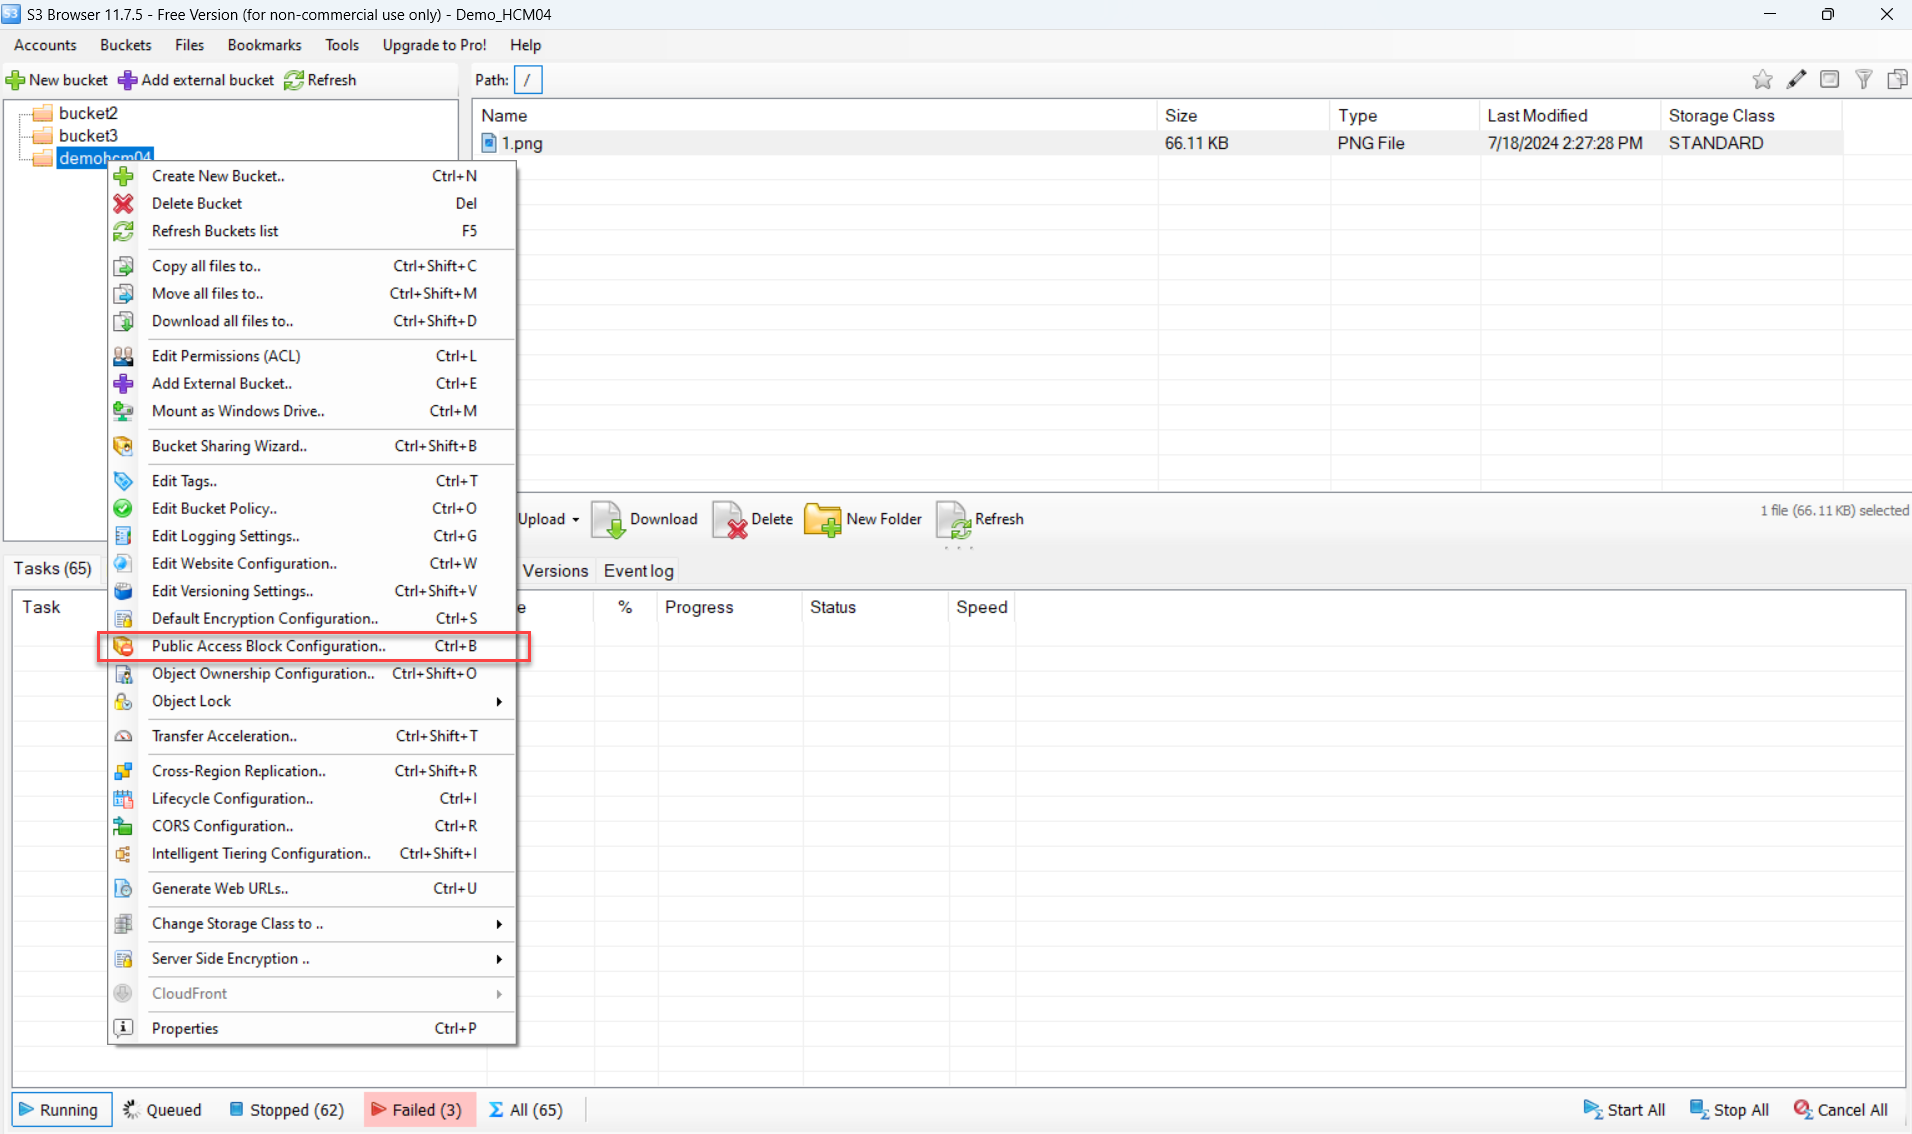 S3 Browser 11.7.5 - Free Version (for non-commercial use only) - Demo_HCM04
Accounts Buckets Files Bookmarks Tools Upgrade to Pro! Help
New bucket Add external bucket Refresh
Path: /
bucket2
bucket3
demohcm04
Name Size Type Last Modified Storage Class
1.png 66.11 KB PNG File 7/18/2024 2:27:28 PM STANDARD
Create New Bucket.. Ctrl+N
Delete Bucket Del
Refresh Buckets list F5
Copy all files to.. Ctrl+Shift+C
Move all files to.. Ctrl+Shift+M
Download all files to.. Ctrl+Shift+D
Edit Permissions (ACL) Ctrl+L
Add External Bucket.. Ctrl+E
Mount as Windows Drive.. Ctrl+M
Bucket Sharing Wizard.. Ctrl+Shift+B
Edit Tags.. Ctrl+T
Edit Bucket Policy.. Ctrl+O
Edit Logging Settings.. Ctrl+G
Edit Website Configuration.. Ctrl+W
Edit Versioning Settings.. Ctrl+Shift+V
Default Encryption Configuration.. Ctrl+S
Public Access Block Configuration.. Ctrl+B
Object Ownership Configuration.. Ctrl+Shift+O
Object Lock
Transfer Acceleration.. Ctrl+Shift+T
Cross-Region Replication.. Ctrl+Shift+R
Lifecycle Configuration.. Ctrl+I
CORS Configuration.. Ctrl+R
Intelligent Tiering Configuration.. Ctrl+Shift+I
Generate Web URLs.. Ctrl+U
Change Storage Class to ..
Server Side Encryption ..
CloudFront
Properties Ctrl+P
Upload Download Delete New Folder Refresh
1 file (66.11 KB) selected
Tasks (65) Versions Event log
Task e % Progress Status Speed
Running Queued Stopped (62) Failed (3) All (65)
Start All Stop All Cancel All